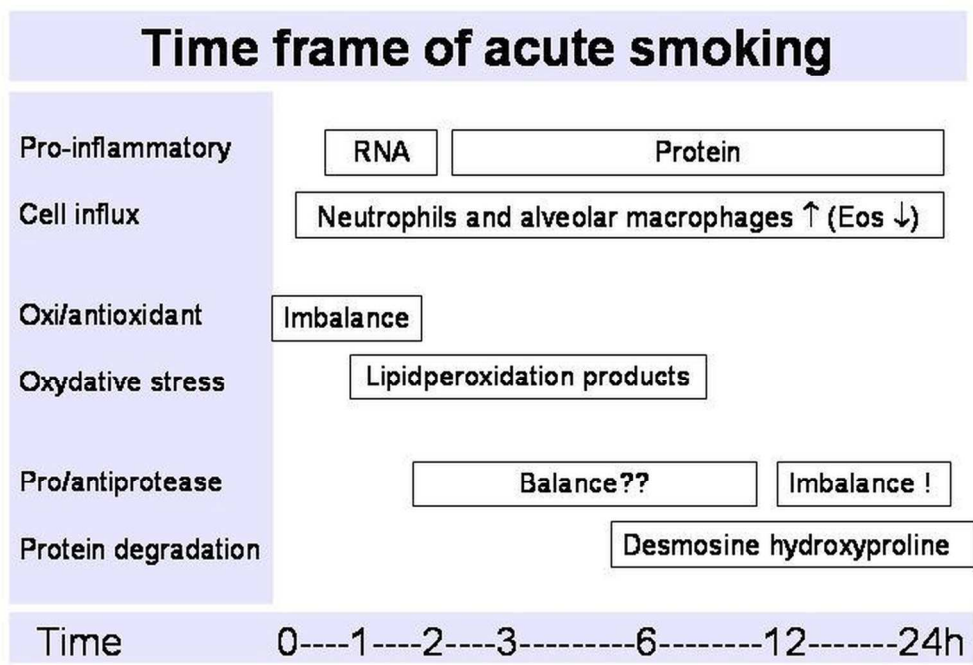 Time frame of acute smoking
Pro-inflammatory RNA Protein
Cell influx Neutrophils and alveolar macrophages ↑ (Eos ↓)
Oxi/antioxidant Imbalance
Oxydative stress Lipidperoxidation products
Pro/antiprotease Balance?? Imbalance !
Protein degradation Desmosine hydroxyproline
Time 0----1----2----3---------6--------12-------24h